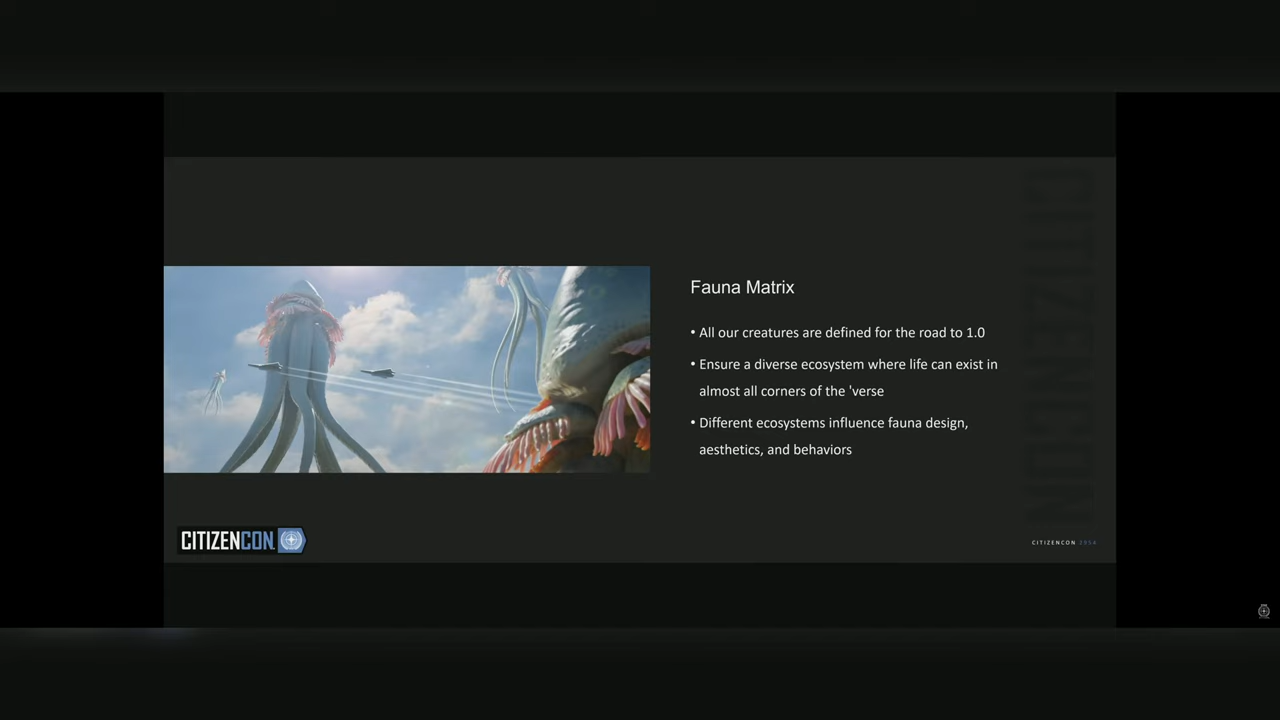 Fauna Matrix
• All our creatures are defined for the road to 1.0
• Ensure a diverse ecosystem where life can exist in
almost all corners of the 'verse
• Different ecosystems influence fauna design,
aesthetics, and behaviors
CITIZENCON
CITIZENCON
CITIZENCON 2954